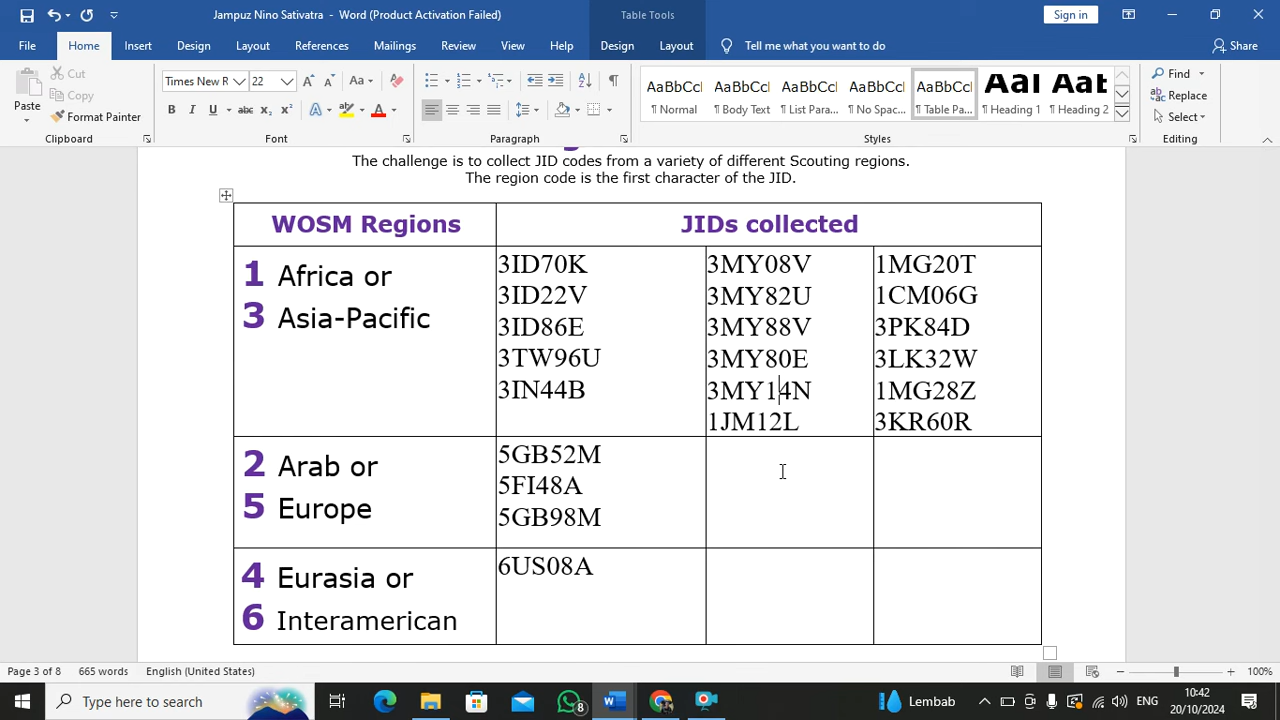 Jampuz Nino Sativatra - Word (Product Activation Failed)
Table Tools
Sign in
File
Home
Insert
Design
Layout
References
Mailings
Review
View
Help
Design
Layout
Tell me what you want to do
Share
Paste
Cut
Copy
Format Painter
Clipboard
Times New R
22
Font
Paragraph
AaBbCcI
¶ Normal
AaBbCcI
¶ Body Text
AaBbCcI
¶ List Para...
AaBbCcI
¶ No Spac...
AaBbCcI
¶ Table Pa...
AaI
¶ Heading 1
Aat
¶ Heading 2
Styles
Find
Replace
Select
Editing
The challenge is to collect JID codes from a variety of different Scouting regions.
The region code is the first character of the JID.
WOSM Regions
JIDs collected
1 Africa or
3 Asia-Pacific
3ID70K
3ID22V
3ID86E
3TW96U
3IN44B
3MY08V
3MY82U
3MY88V
3MY80E
3MY14N
1JM12L
1MG20T
1CM06G
3PK84D
3LK32W
1MG28Z
3KR60R
2 Arab or
5 Europe
5GB52M
5FI48A
5GB98M
4 Eurasia or
6 Interamerican
6US08A
Page 3 of 8
665 words
English (United States)
100%
Type here to search
8
Lembab
ENG
10:42
20/10/2024